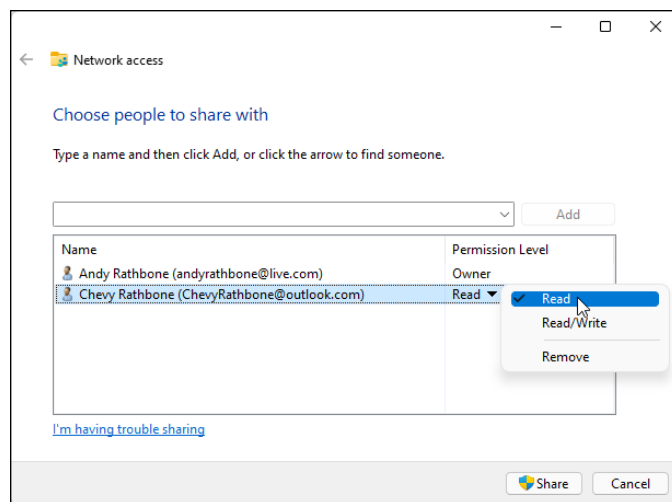 Network access
Choose people to share with
Type a name and then click Add, or click the arrow to find someone.
Add
Name Permission Level
Andy Rathbone (andyrathbone@live.com) Owner
Chevy Rathbone (ChevyRathbone@outlook.com) Read
Read
Read/Write
Remove
I'm having trouble sharing
Share Cancel